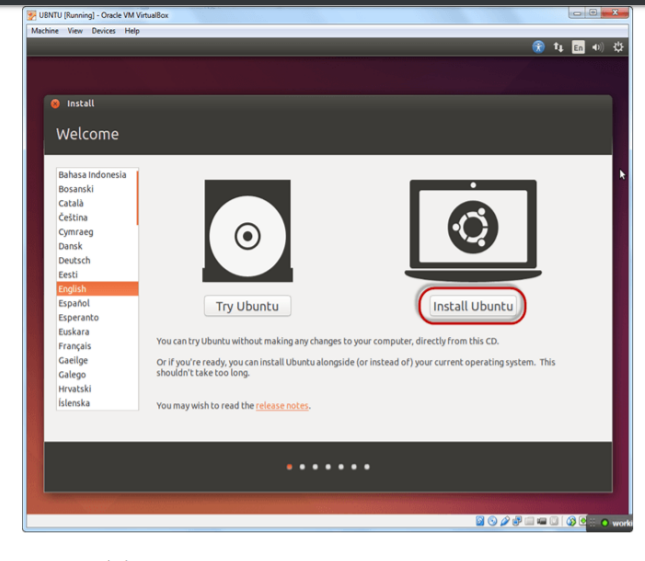 UBNTU [Running] - Oracle VM VirtualBox
Machine View Devices Help
En
Install
Welcome
Bahasa Indonesia
Bosanski
Català
Čeština
Cymraeg
Dansk
Deutsch
Eesti
English
Español
Esperanto
Euskara
Français
Gaeilge
Galego
Hrvatski
Íslenska
Try Ubuntu
Install Ubuntu
You can try Ubuntu without making any changes to your computer, directly from this CD.
Or if you're ready, you can install Ubuntu alongside (or instead of) your current operating system. This
shouldn't take too long.
You may wish to read the release notes.